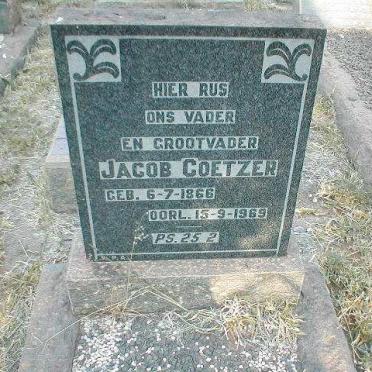 HIER RUS
ONS VADER
EN GROOTVADER
JACOB COETZER
GEB. 6-7-1866
OORL. 15-9-1969
PS. 25 2